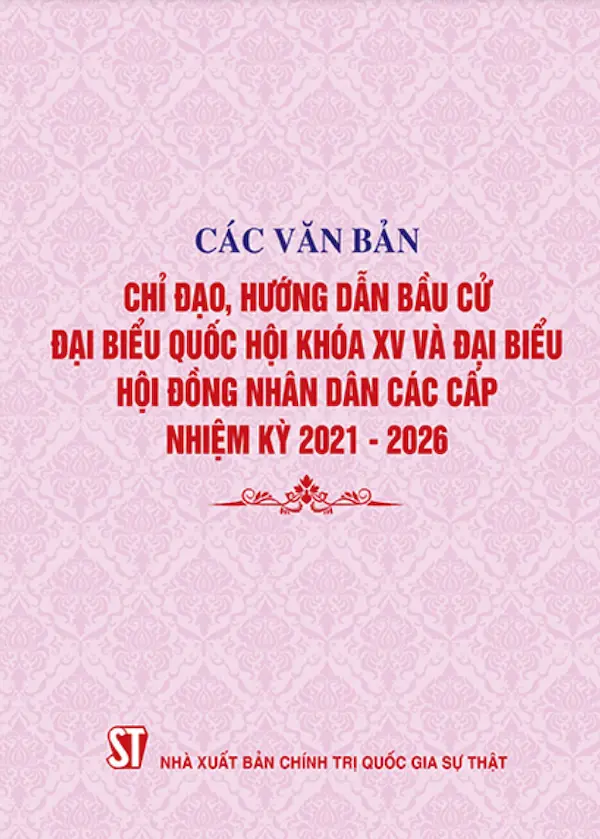 CÁC VĂN BẢN
CHỈ ĐẠO, HƯỚNG DẪN BẦU CỬ
ĐẠI BIỂU QUỐC HỘI KHÓA XV VÀ ĐẠI BIỂU
HỘI ĐỒNG NHÂN DÂN CÁC CẤP
NHIỆM KỲ 2021 - 2026
ST
NHÀ XUẤT BẢN CHÍNH TRỊ QUỐC GIA SỰ THẬT